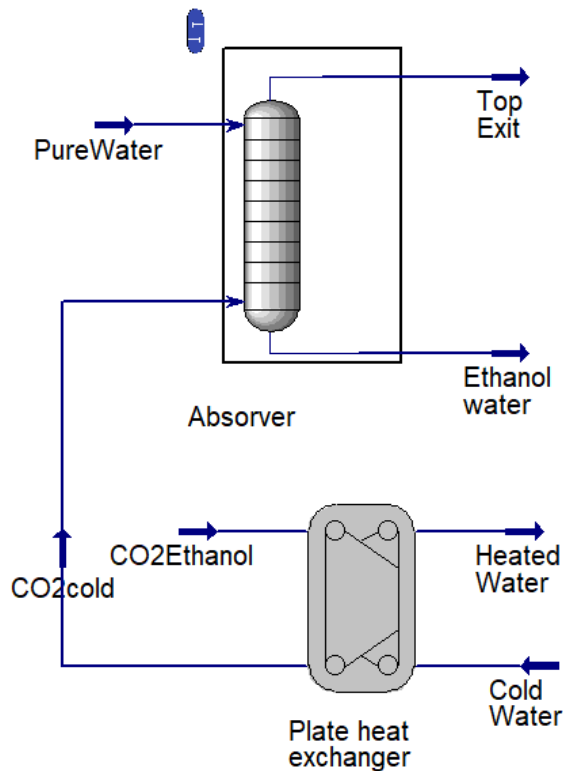 Top
Exit
PureWater
Ethanol
water
Absorver
CO2Ethanol
Heated
Water
CO2cold
Cold
Water
Plate heat
exchanger